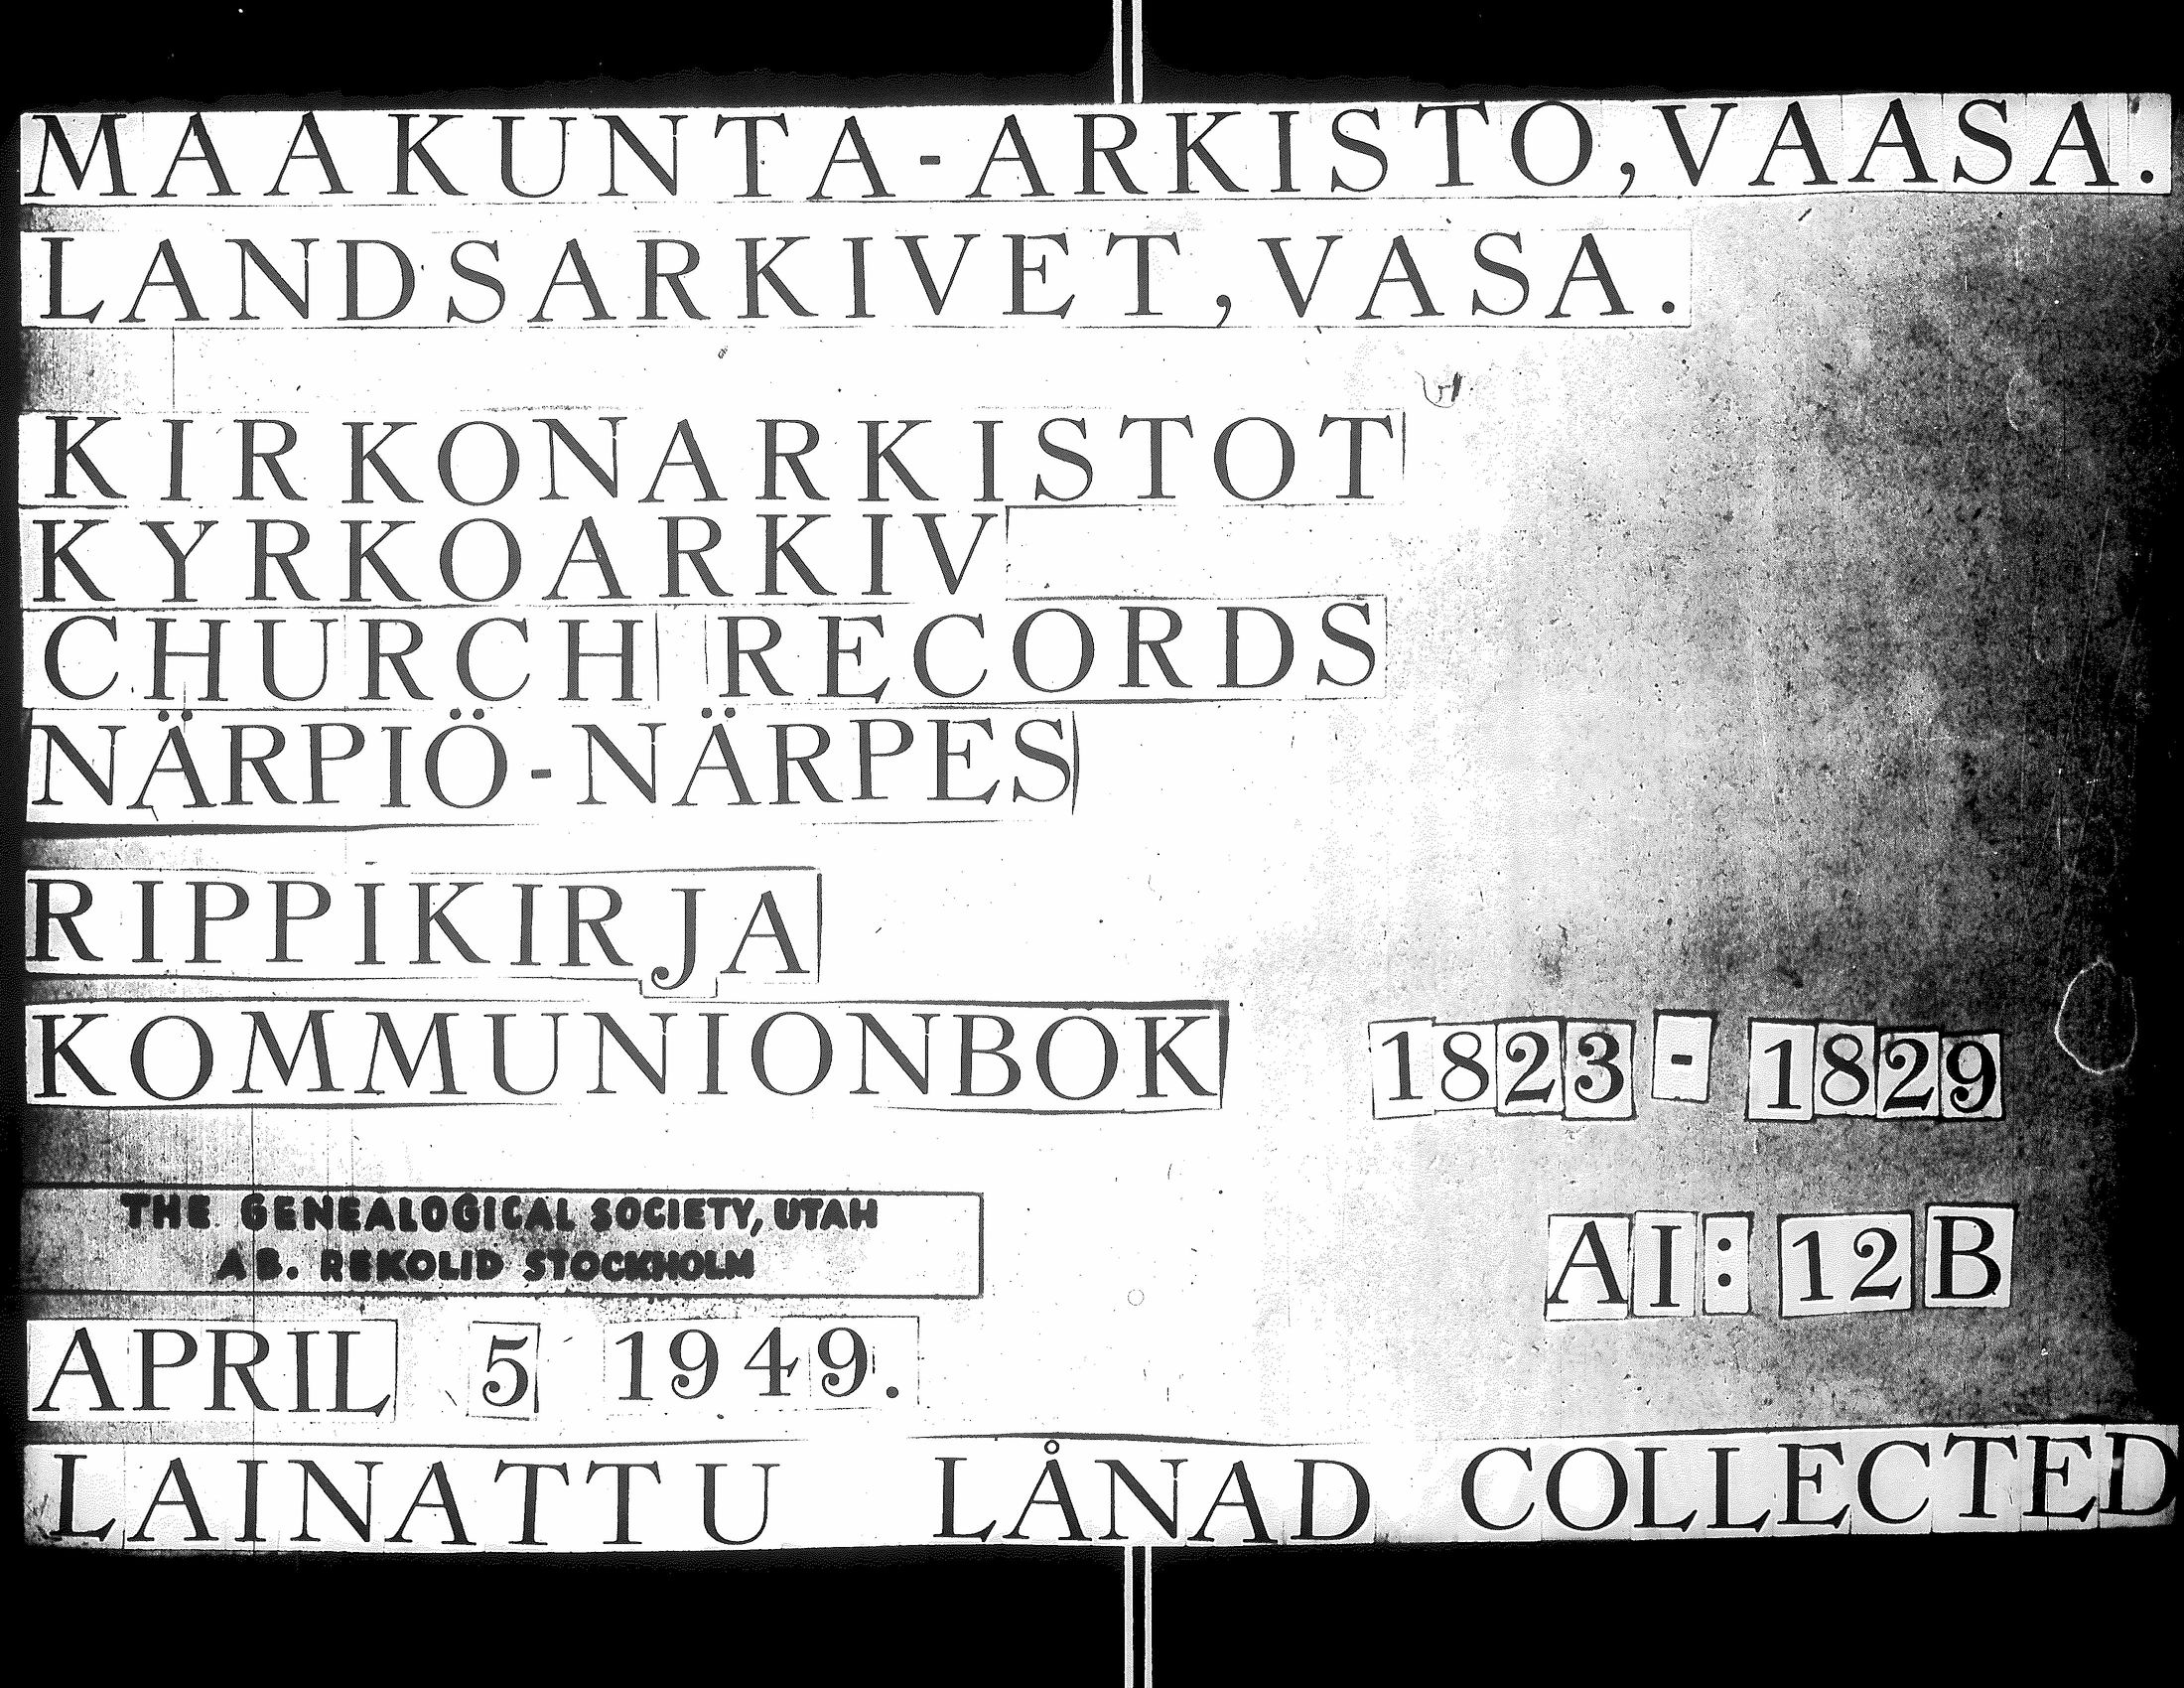 MAAKUNTA-ARKISTO, VAASA.
LANDSARKIVET, VASA.
KIRKONARKISTOT
KYRKOARKIV
CHURCH RECORDS
NÄRPIÖ-NÄRPES
RIPPIKIRJA
KOMMUNIONBOK 1823-1829
THE GENEALOGICAL SOCIETY, UTAH
AB. REKOLID STOCKHOLM
AI: 12B
APRIL 5 1949.
LAINATTU LÅNAD COLLECTED